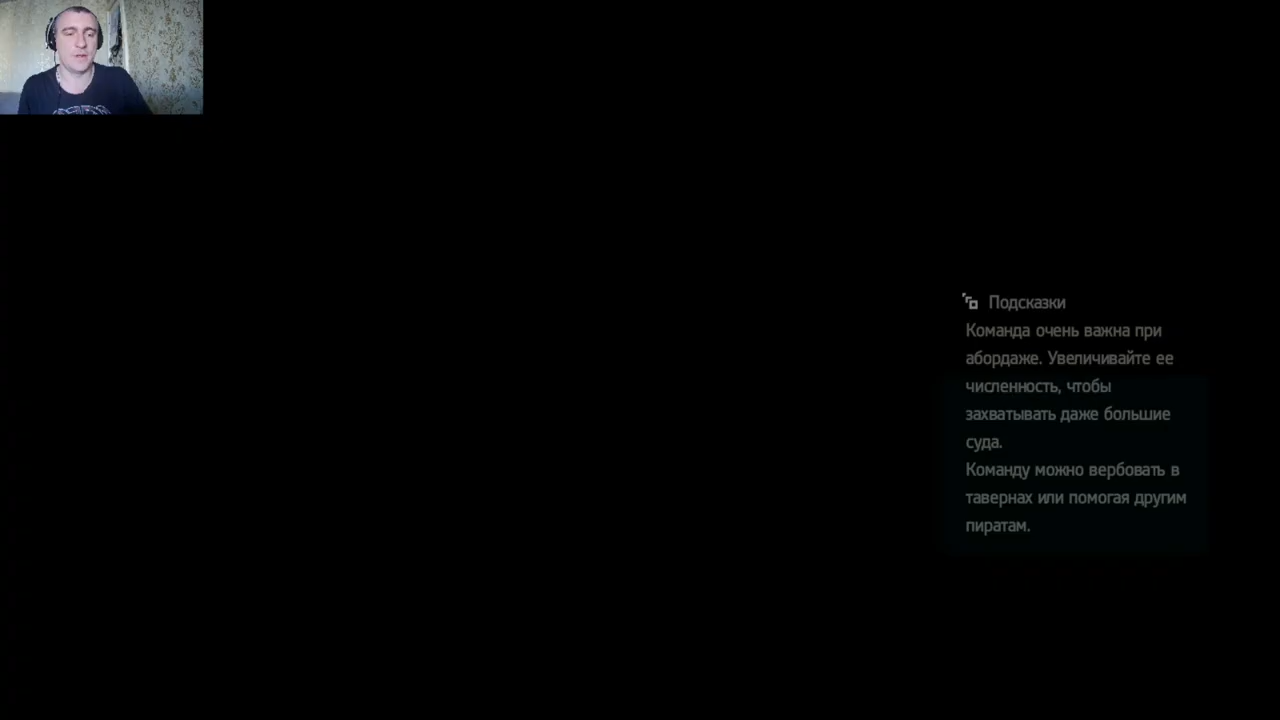 Подсказки
Команда очень важна при
абордаже. Увеличивайте ее
численность, чтобы
захватывать даже большие
суда.
Команду можно вербовать в
тавернах или помогая другим
пиратам.